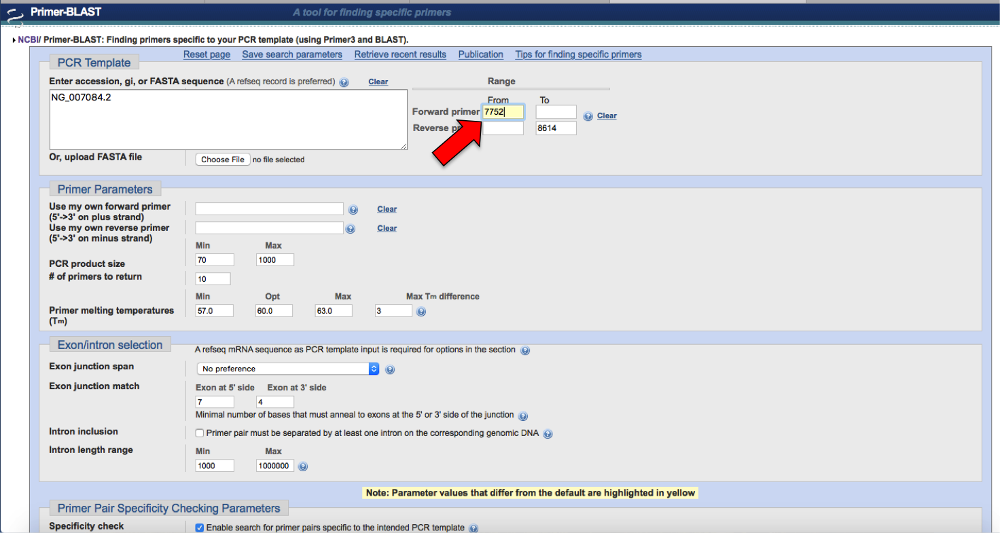 Primer-BLAST
A tool for finding specific primers
NCBI/ Primer-BLAST: Finding primers specific to your PCR template (using Primer3 and BLAST).
Reset page Save search parameters Retrieve recent results Publication Tips for finding specific primers
PCR Template
Enter accession, gi, or FASTA sequence (A refseq record is preferred) Clear Range
NG_007084.2
From To
Forward primer 7752 Clear
Reverse 8614
Or, upload FASTA file Choose File no file selected
Primer Parameters
Use my own forward primer
(5'->3' on plus strand) Clear
Use my own reverse primer
(5'->3' on minus strand) Clear
Min Max
PCR product size 70 1000
# of primers to return 10
Min Opt Max Max Tm difference
Primer melting temperatures
(Tm) 57.0 60.0 63.0 3
Exon/intron selection
A refseq mRNA sequence as PCR template input is required for options in the section
Exon junction span No preference
Exon junction match Exon at 5' side Exon at 3' side
7 4
Minimal number of bases that must anneal to exons at the 5' or 3' side of the junction
Intron inclusion Primer pair must be separated by at least one intron on the corresponding genomic DNA
Intron length range Min Max
1000 1000000
Note: Parameter values that differ from the default are highlighted in yellow
Primer Pair Specificity Checking Parameters
Specificity check Enable search for primer pairs specific to the intended PCR template